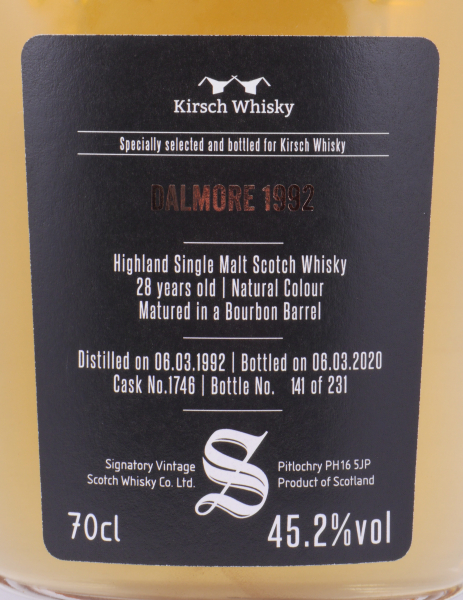 Kirsch Whisky
Specially selected and bottled for Kirsch Whisky
DALMORE 1992
Highland Single Malt Scotch Whisky
28 years old | Natural Colour
Matured in a Bourbon Barrel
Distilled on 06.03.1992 | Bottled on 06.03.2020
Cask No.1746 | Bottle No. 141 of 231
Signatory Vintage
Scotch Whisky Co. Ltd.
S
Pitlochry PH16 5JP
Product of Scotland
70cl
45.2%vol